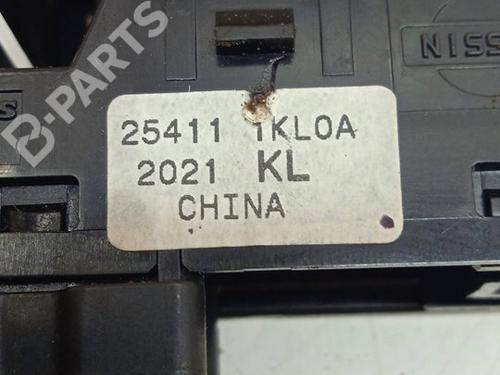 B-PARTS
NISS
25411 1KL0A
2021 KL
CHINA